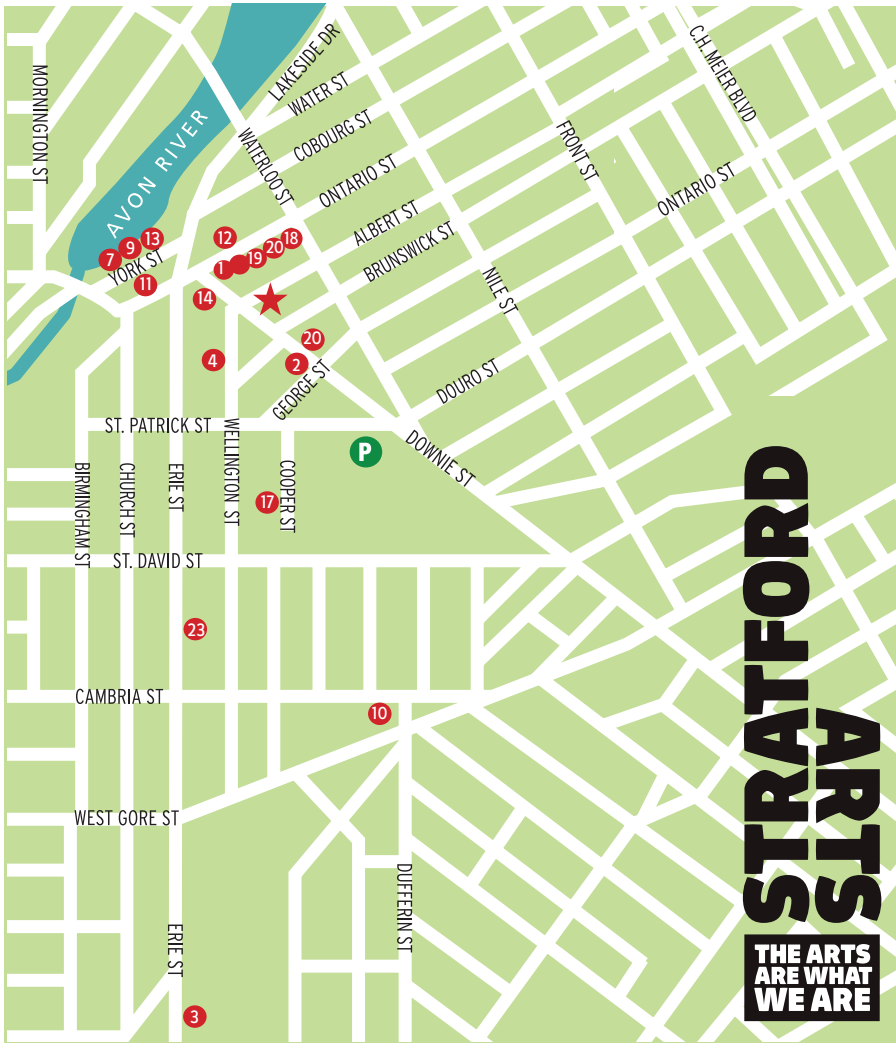 LAKESIDE DR
C.H. MEIER BLVD
MORNINGTON ST
WATER ST
AVON RIVER
COBOURG ST
WATERLOO ST
FRONT ST
ONTARIO ST
ONTARIO ST
ALBERT ST
BRUNSWICK ST
12
18
13
9
20
7
19
1
YORK ST
11
14
NILE ST
20
4
2
GEORGE ST
DOURO ST
ST. PATRICK ST
WELLINGTON ST
DOWNIE ST
P
BIRMINGHAM ST
CHURCH ST
ERIE ST
COOPER ST
17
ST. DAVID ST
23
CAMBRIA ST
10
WEST GORE ST
DUFFERIN ST
ERIE ST
3
STRATFORD
ARTS
THE ARTS
ARE WHAT
WE ARE